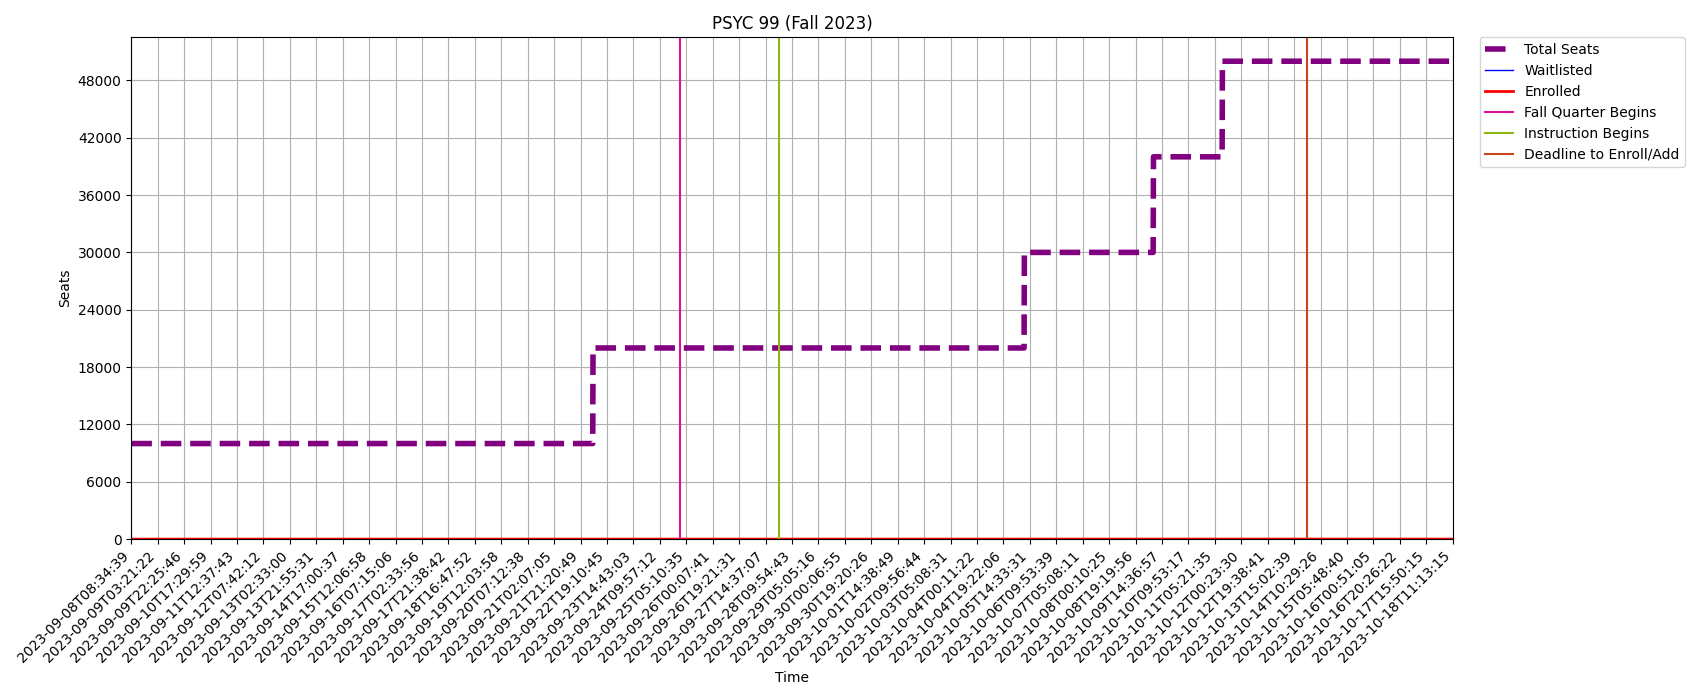 PSYC 99 (Fall 2023)
Total Seats
Waitlisted
Enrolled
Fall Quarter Begins
Instruction Begins
Deadline to Enroll/Add
Seats
48000
42000
36000
30000
24000
18000
12000
6000
0
2023-09-08T08:34:39
2023-09-09T03:21:22
2023-09-09T22:25:46
2023-09-10T17:29:59
2023-09-11T12:37:43
2023-09-12T07:42:12
2023-09-13T02:33:00
2023-09-13T21:55:31
2023-09-14T17:00:37
2023-09-15T12:06:58
2023-09-16T07:15:06
2023-09-17T02:33:56
2023-09-17T21:38:42
2023-09-18T16:47:52
2023-09-19T12:03:58
2023-09-20T07:12:38
2023-09-21T02:07:05
2023-09-21T21:20:49
2023-09-22T19:10:45
2023-09-23T14:43:03
2023-09-24T09:57:12
2023-09-25T05:10:35
2023-09-26T00:07:41
2023-09-26T19:21:31
2023-09-27T14:37:07
2023-09-28T09:54:43
2023-09-29T05:05:16
2023-09-30T00:06:55
2023-09-30T19:20:26
2023-10-01T14:38:49
2023-10-02T09:56:44
2023-10-03T05:08:31
2023-10-04T00:11:22
2023-10-04T19:22:06
2023-10-05T14:33:31
2023-10-06T09:53:39
2023-10-07T05:08:11
2023-10-08T00:10:25
2023-10-08T19:19:56
2023-10-09T14:36:57
2023-10-10T09:53:17
2023-10-11T05:21:35
2023-10-12T00:23:30
2023-10-12T19:38:41
2023-10-13T15:02:39
2023-10-14T10:29:26
2023-10-15T05:48:40
2023-10-16T00:51:05
2023-10-16T20:26:22
2023-10-17T15:50:15
2023-10-18T11:13:15
Time